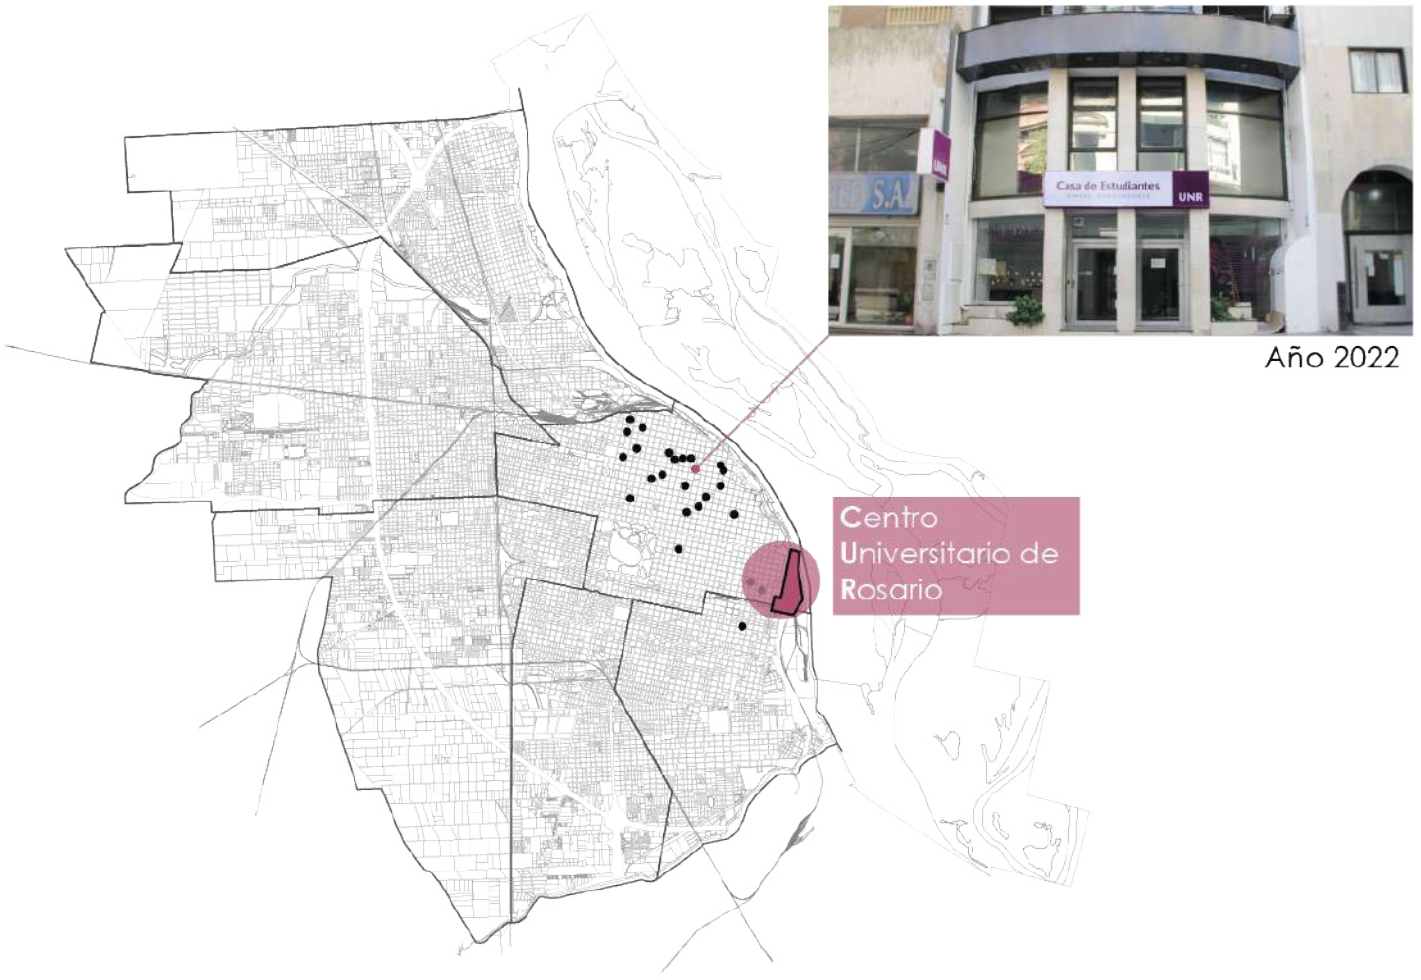 UNR
S.A.
Casa de Estudiantes
UNR
Año 2022
Centro
Universitario de
Rosario